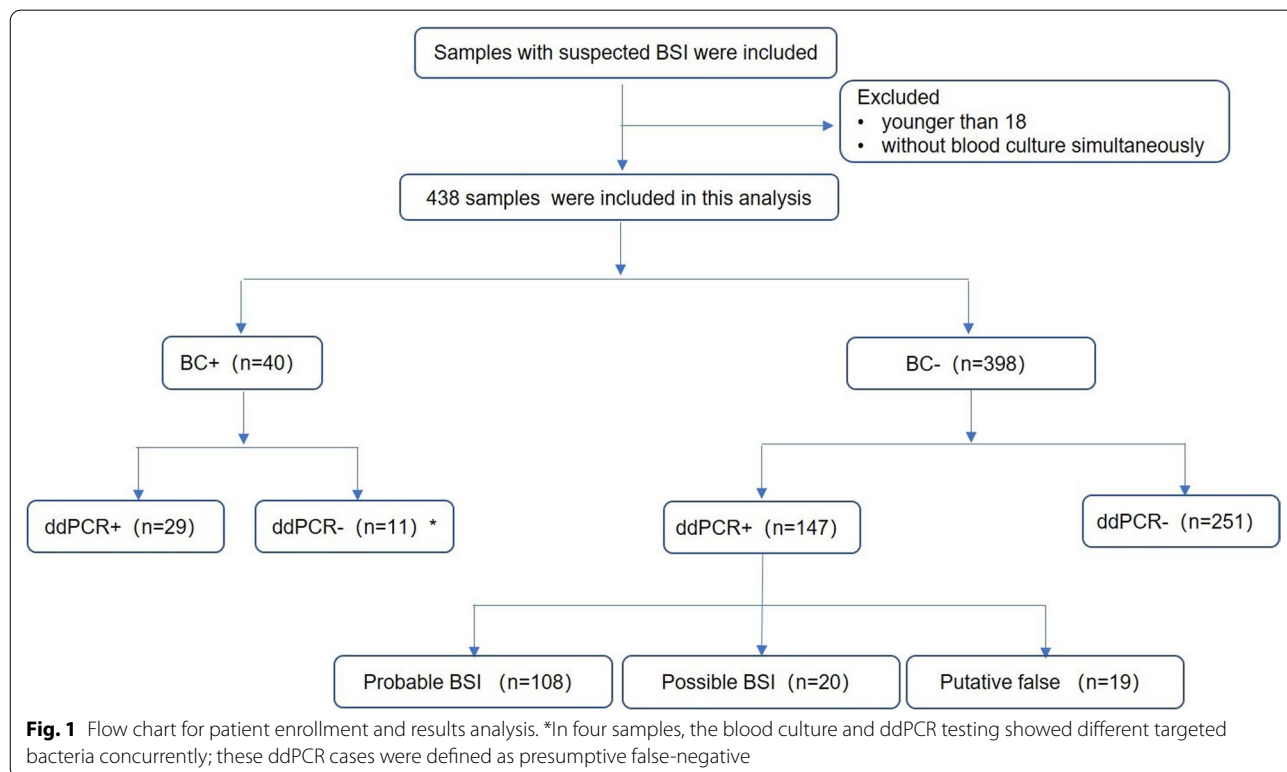 Samples with suspected BSI were included
Excluded
• younger than 18
• without blood culture simultaneously
438 samples were included in this analysis
BC+ (n=40)
BC- (n=398)
ddPCR+ (n=29)
ddPCR- (n=11) *
ddPCR+ (n=147)
ddPCR- (n=251)
Probable BSI (n=108)
Possible BSI (n=20)
Putative false (n=19)
Fig. 1 Flow chart for patient enrollment and results analysis. *In four samples, the blood culture and ddPCR testing showed different targeted
bacteria concurrently; these ddPCR cases were defined as presumptive false-negative